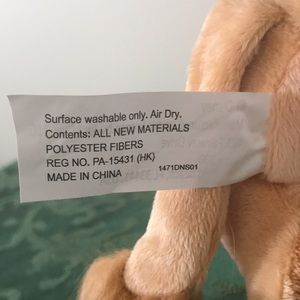 Surface washable only. Air Dry.
Contents: ALL NEW MATERIALS
POLYESTER FIBERS
REG NO. PA-15431 (HK)
MADE IN CHINA 1471DNS01